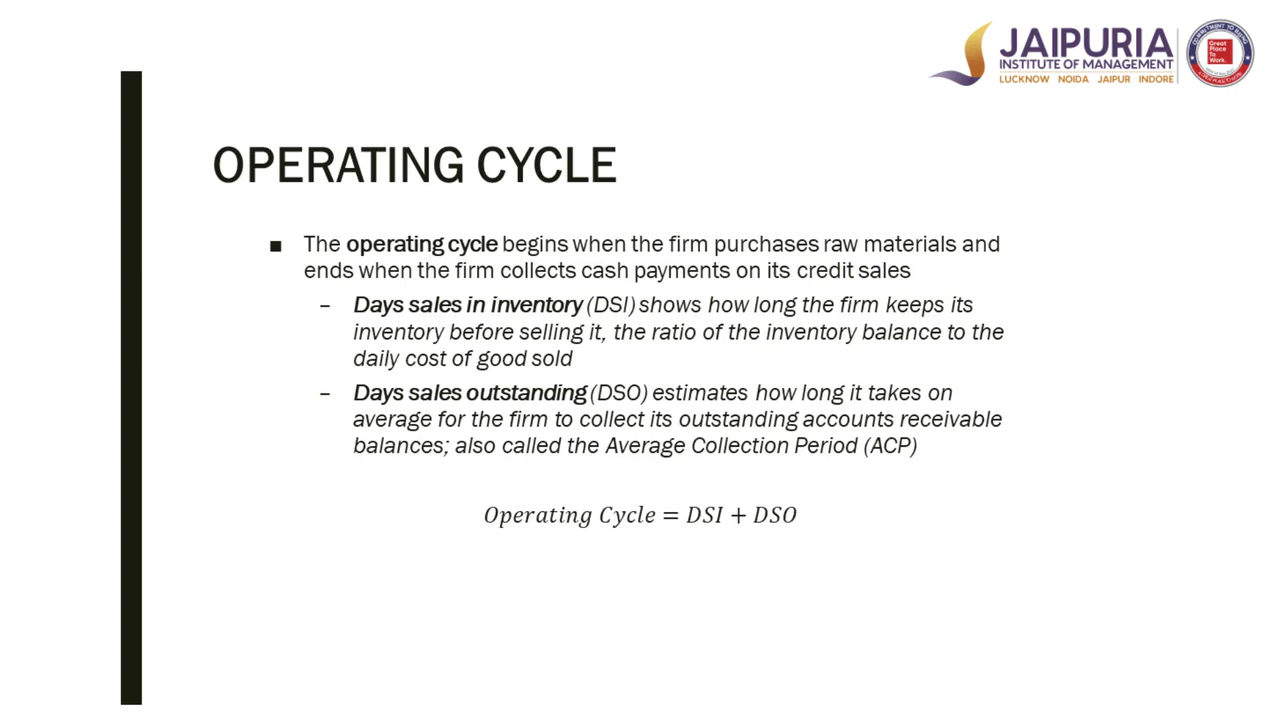 JAIPURIA
INSTITUTE OF MANAGEMENT
LUCKNOW NOIDA JAIPUR INDORE
Great
Place
To
Work.
OPERATING CYCLE
■ The operating cycle begins when the firm purchases raw materials and
ends when the firm collects cash payments on its credit sales
– Days sales in inventory (DSI) shows how long the firm keeps its
inventory before selling it, the ratio of the inventory balance to the
daily cost of good sold
– Days sales outstanding (DSO) estimates how long it takes on
average for the firm to collect its outstanding accounts receivable
balances; also called the Average Collection Period (ACP)
Operating Cycle = DSI + DSO